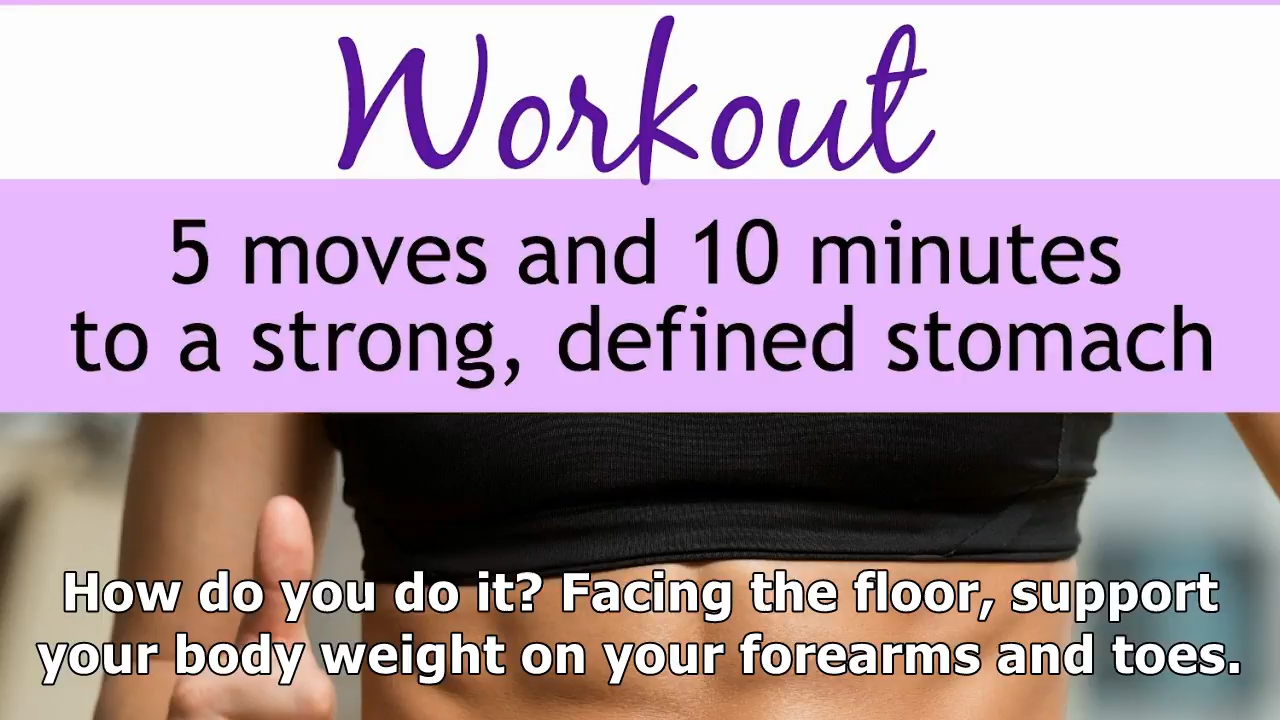 Workout
5 moves and 10 minutes
to a strong, defined stomach
How do you do it? Facing the floor, support
your body weight on your forearms and toes.